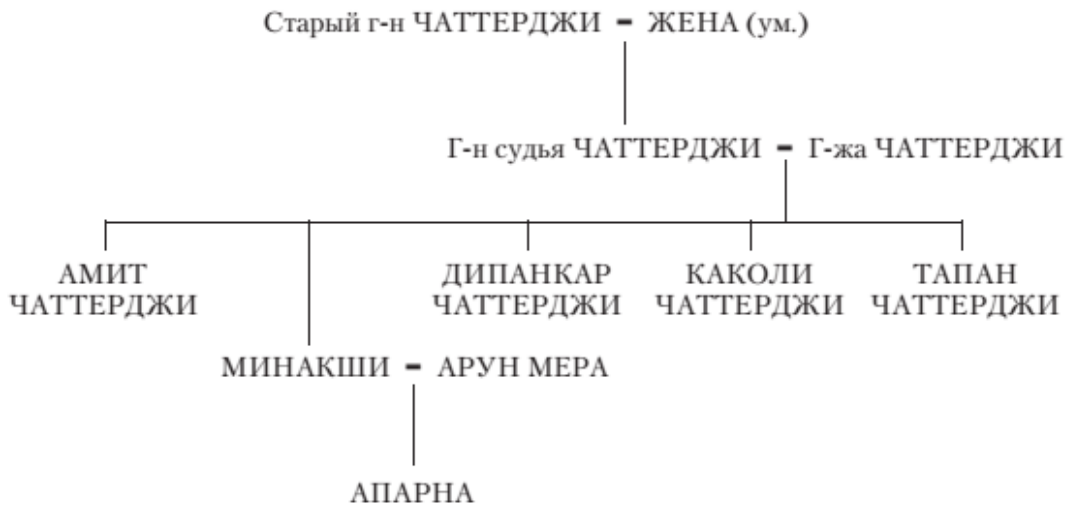 Старый г-н ЧАТТЕРДЖИ – ЖЕНА (ум.)
Г-н судья ЧАТТЕРДЖИ – Г-жа ЧАТТЕРДЖИ
АМИТ ЧАТТЕРДЖИ
ДИПАНКАР ЧАТТЕРДЖИ
КАКОЛИ ЧАТТЕРДЖИ
ТАПАН ЧАТТЕРДЖИ
МИНАКШИ – АРУН МЕРА
АПАРНА